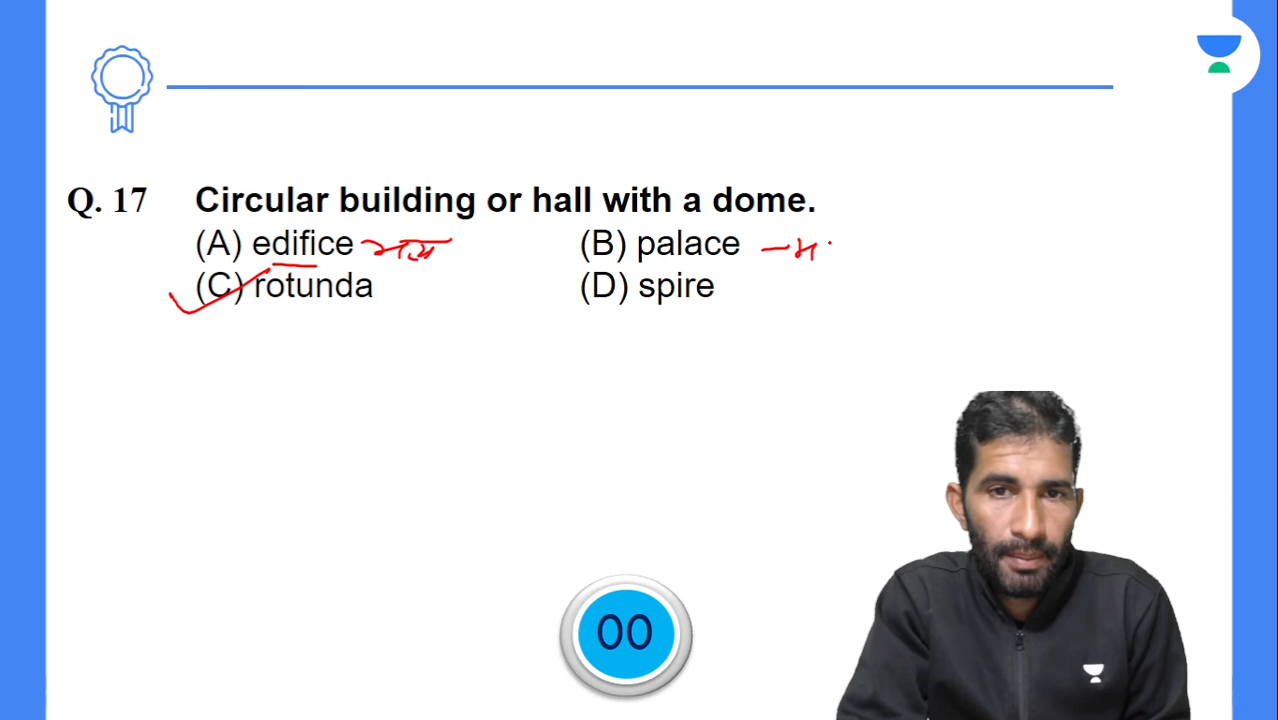 Q. 17 Circular building or hall with a dome.
(A) edifice (B) palace
(C) rotunda (D) spire
00